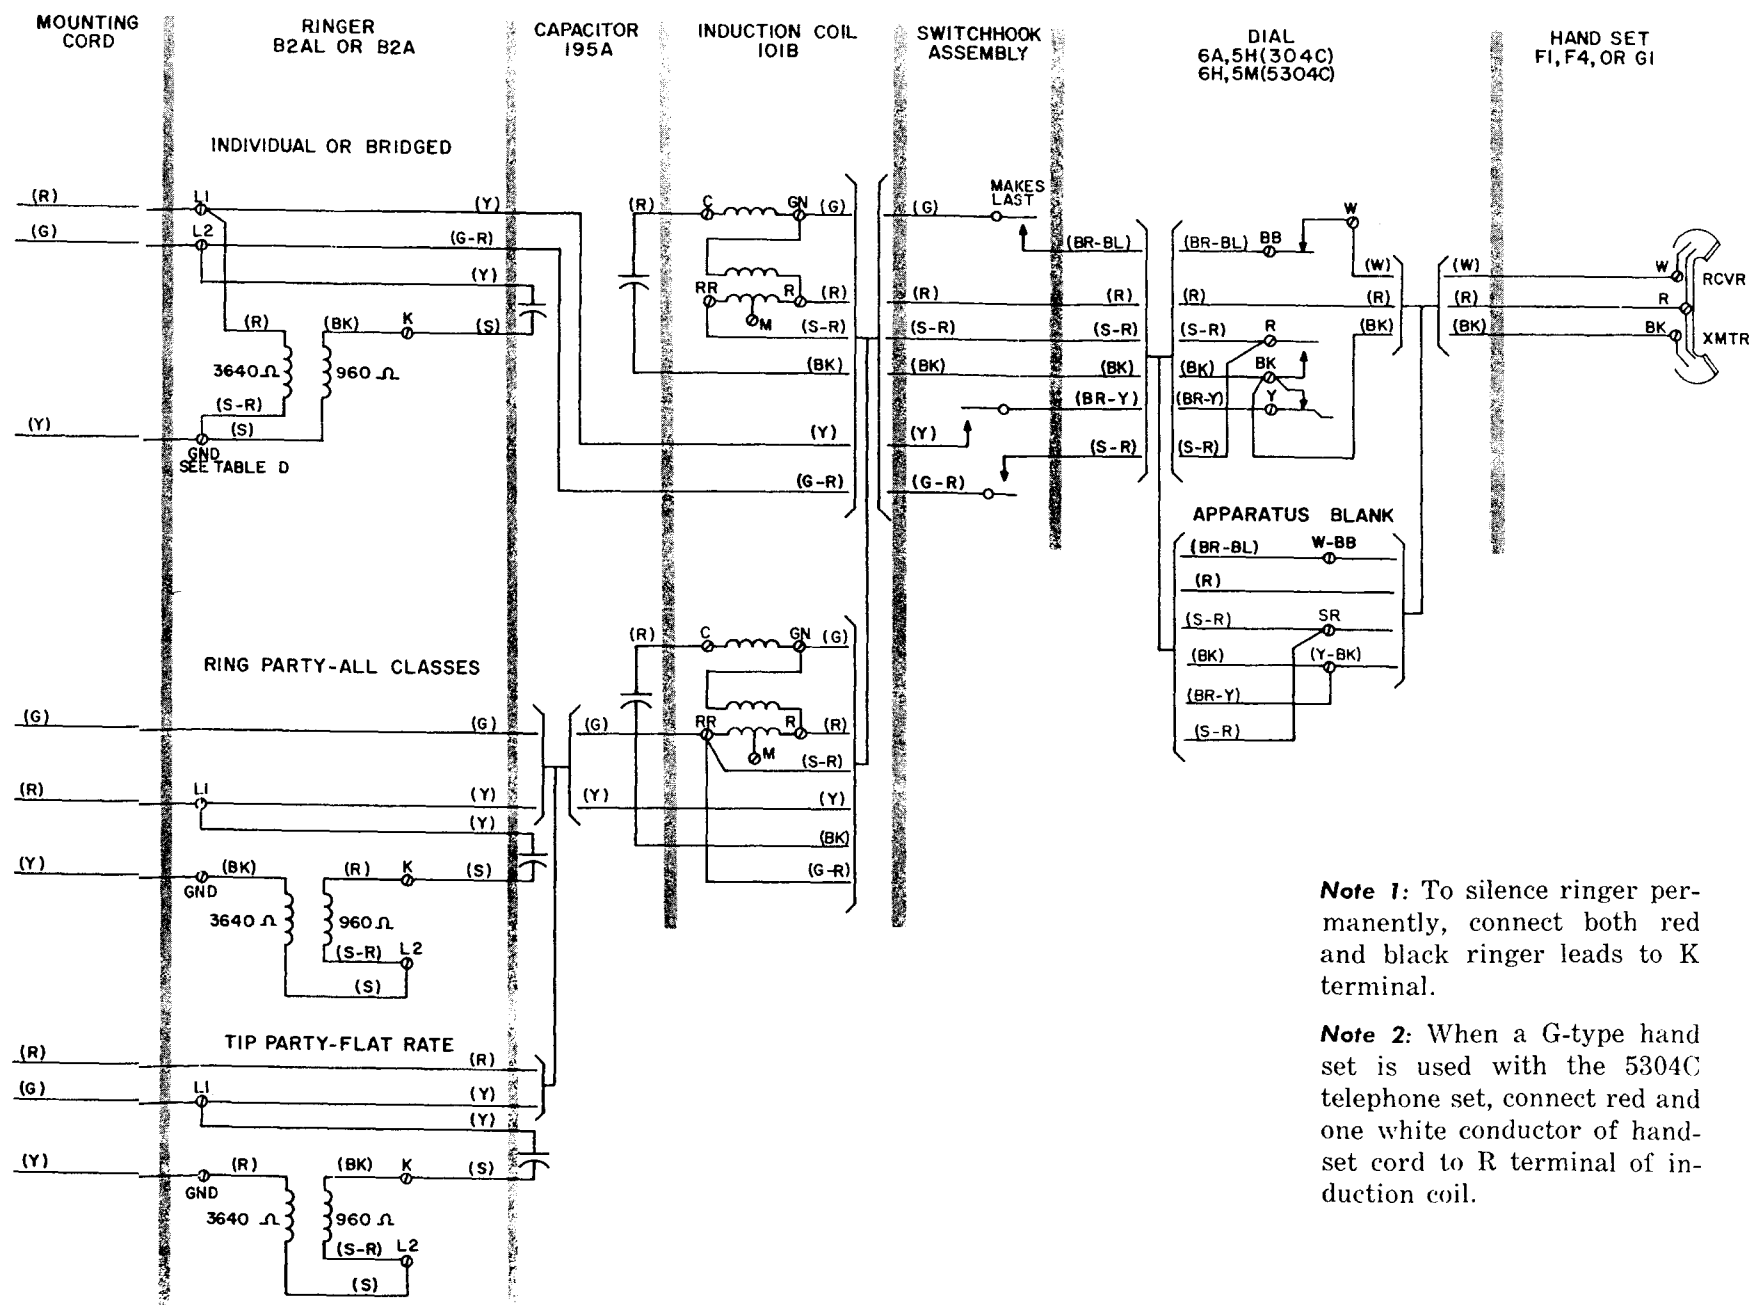 MOUNTING
CORD
RINGER
B2AL OR B2A
CAPACITOR
195A
INDUCTION COIL
101B
SWITCHHOOK
ASSEMBLY
DIAL
6A,5H(304C)
6H,5M(5304C)
HAND SET
F1,F4,OR G1
INDIVIDUAL OR BRIDGED
(R) L1 (Y)
(G) L2 (G-R)
(Y)
(R) (BK) K (S)
3640Ω 960Ω
(S-R)
(Y) (S)
GND
SEE TABLE D
(R) C GN (G)
RR R (R)
M
(S-R)
(BK)
(Y)
(G-R)
(G) MAKES
LAST
(BR-BL)
(R) (R)
(S-R) (S-R)
(BK) (BK)
(BR-Y)
(Y)
(S-R)
(G-R)
(BR-BL) BB W
(W)
(R) (R)
(S-R) R (BK)
(BK) BK
(BR-Y) Y
(S-R)
(W) W RCVR
(R) R
(BK) BK XMTR
APPARATUS BLANK
(BR-BL) W-BB
(R)
(S-R) SR
(BK) (Y-BK)
(BR-Y)
(S-R)
RING PARTY-ALL CLASSES
(G) (G)
(R) L1 (Y)
(Y)
(Y) (BK) (R) K (S)
GND
3640Ω 960Ω
(S-R) L2
(S)
(R) C GN (G)
(G) RR R (R)
M
(S-R)
(Y) (Y)
(BK)
(G-R)
TIP PARTY-FLAT RATE
(R) (R)
(G) L1 (Y)
(Y)
(Y) (R) (BK) K (S)
GND
3640 Ω 960 Ω
(S-R) L2
(S)
Note 1: To silence ringer per-
manently, connect both red
and black ringer leads to K
terminal.
Note 2: When a G-type hand
set is used with the 5304C
telephone set, connect red and
one white conductor of hand-
set cord to R terminal of in-
duction coil.